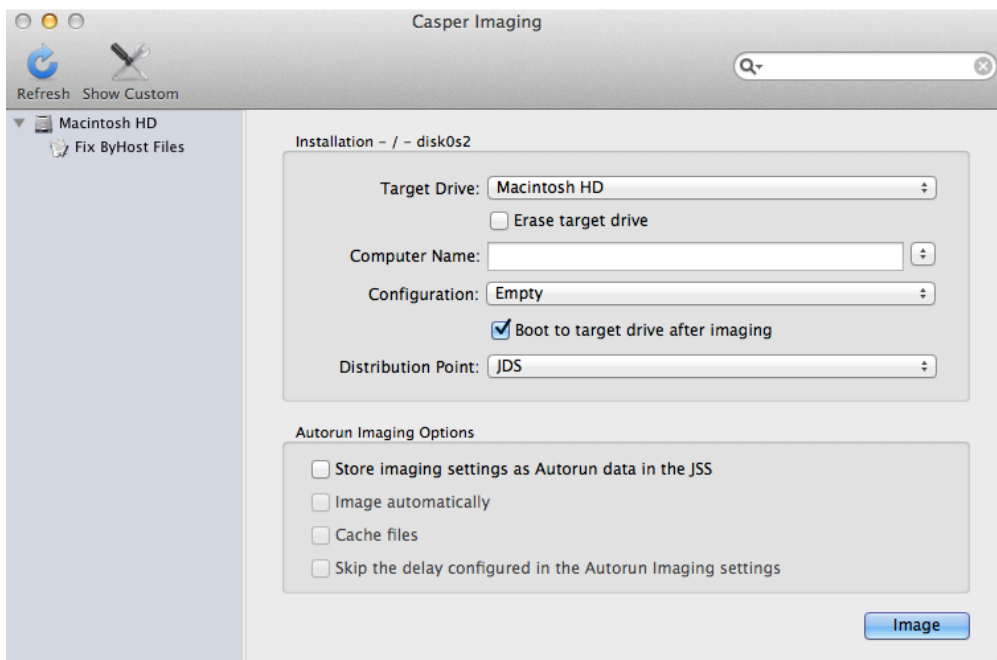 Casper Imaging
Refresh Show Custom
Macintosh HD
Fix ByHost Files
Installation – / – disk0s2
Target Drive: Macintosh HD
Erase target drive
Computer Name:
Configuration: Empty
Boot to target drive after imaging
Distribution Point: JDS
Autorun Imaging Options
Store imaging settings as Autorun data in the JSS
Image automatically
Cache files
Skip the delay configured in the Autorun Imaging settings
Image